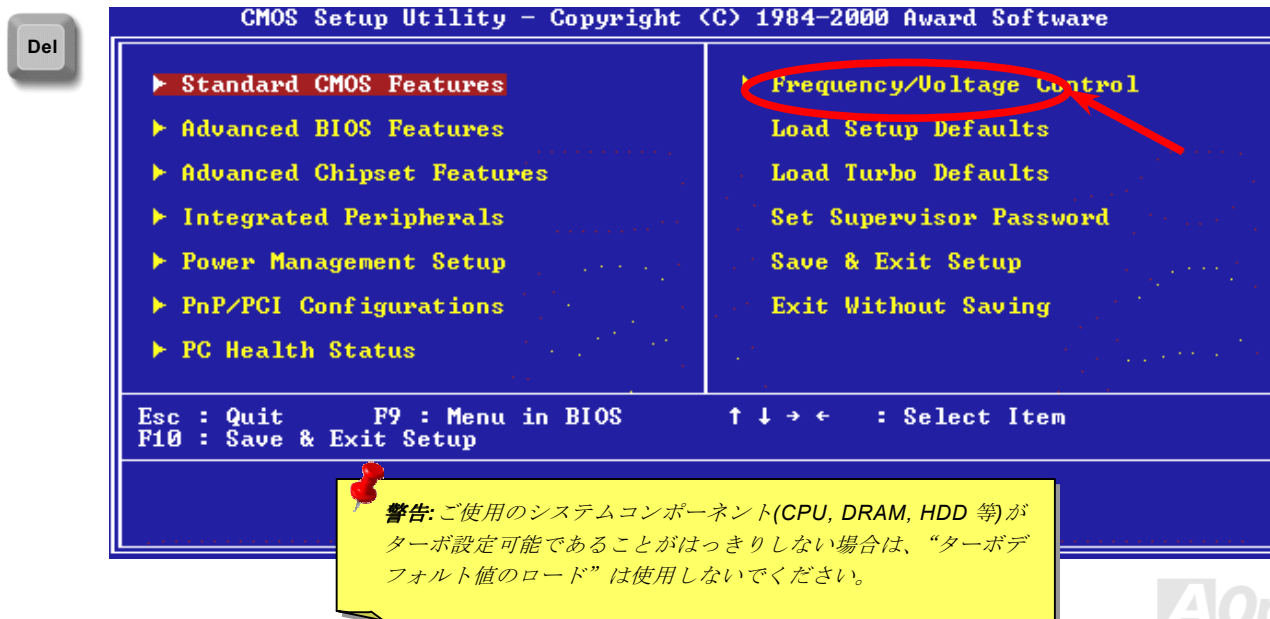 CMOS Setup Utility – Copyright (C) 1984–2000 Award Software
Del
▶ Standard CMOS Features
▶ Advanced BIOS Features
▶ Advanced Chipset Features
▶ Integrated Peripherals
▶ Power Management Setup
▶ PnP/PCI Configurations
▶ PC Health Status
▶ Frequency/Voltage Control
Load Setup Defaults
Load Turbo Defaults
Set Supervisor Password
Save & Exit Setup
Exit Without Saving
Esc : Quit F9 : Menu in BIOS ↑ ↓ → ← : Select Item
F10 : Save & Exit Setup
警告:ご使用のシステムコンポーネント(CPU, DRAM, HDD 等)が
ターボ設定可能であることがはっきりしない場合は、“ターボデ
フォルト値のロード”は使用しないでください。